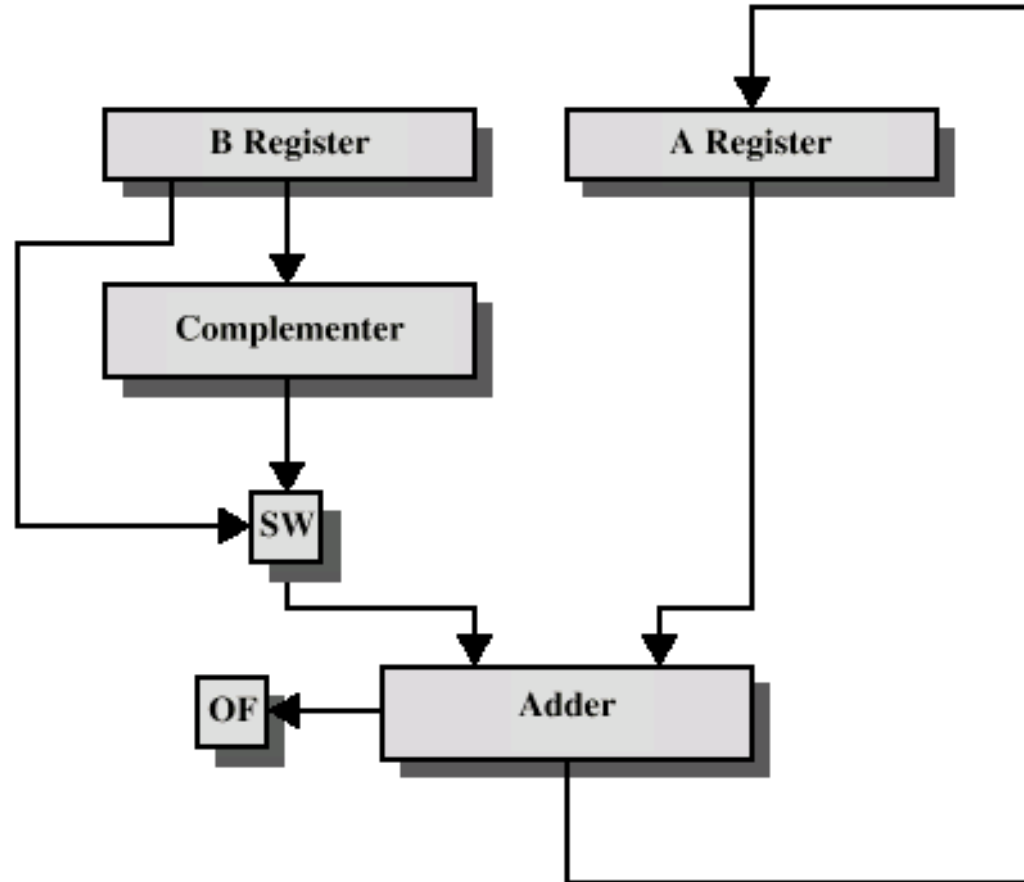 B Register
A Register
Complementer
SW
OF
Adder